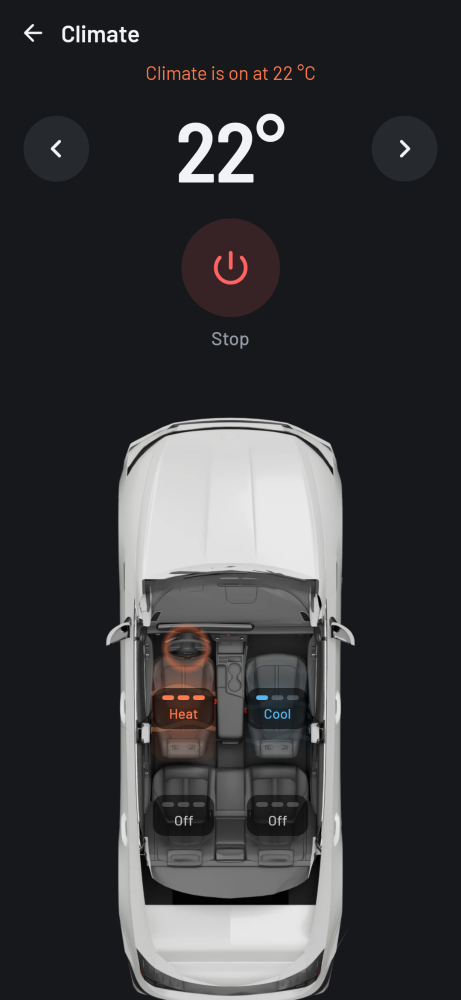 Climate
Climate is on at 22 °C
22°
Stop
Heat
Cool
Off
Off